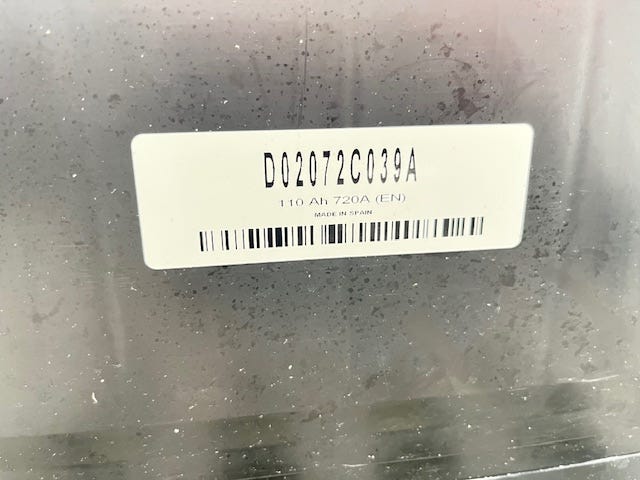 D02072C039A
110 Ah 720A (EN)
MADE IN SPAIN